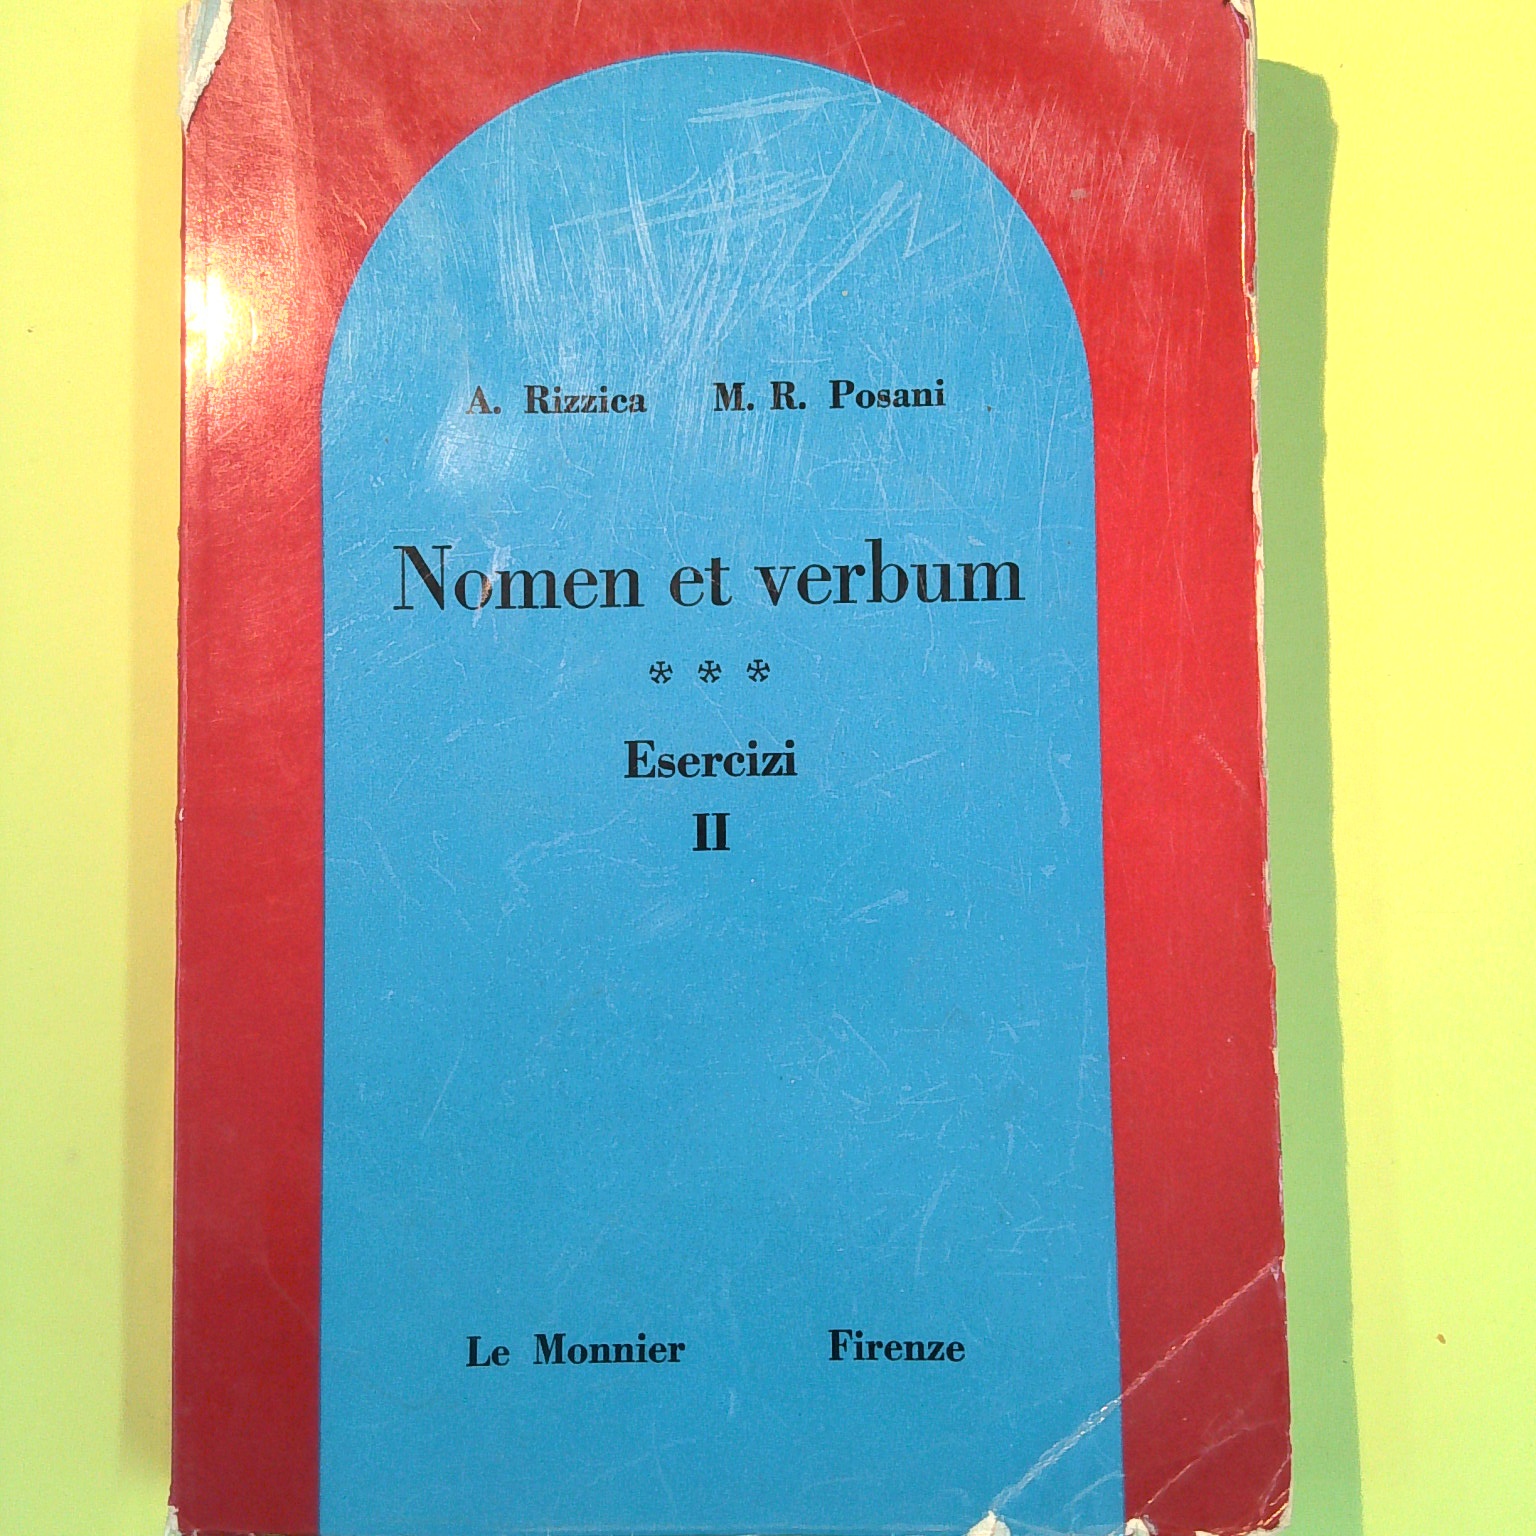 A. Rizzica M. R. Posani
Nomen et verbum
* * *
Esercizi
II
Le Monnier Firenze